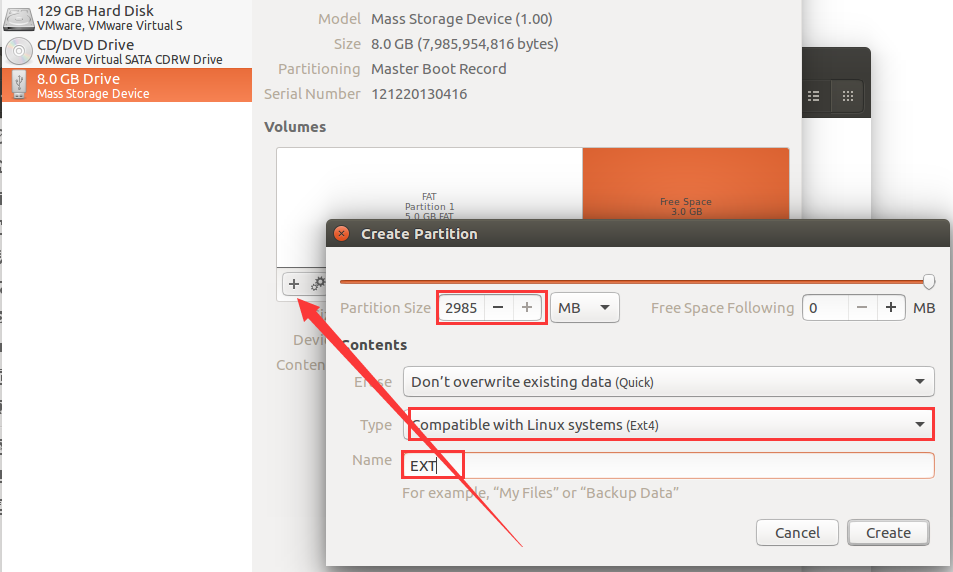 129 GB Hard Disk
VMware, VMware Virtual S
CD/DVD Drive
VMware Virtual SATA CDRW Drive
8.0 GB Drive
Mass Storage Device
Model Mass Storage Device (1.00)
Size 8.0 GB (7,985,954,816 bytes)
Partitioning Master Boot Record
Serial Number 121220130416
Volumes
FAT
Partition 1
5.0 GB FAT
Free Space
3.0 GB
Create Partition
Partition Size 2985 − + MB Free Space Following 0 − + MB
Contents
Erase Don’t overwrite existing data (Quick)
Type Compatible with Linux systems (Ext4)
Name EXT
For example, “My Files” or “Backup Data”
Cancel Create